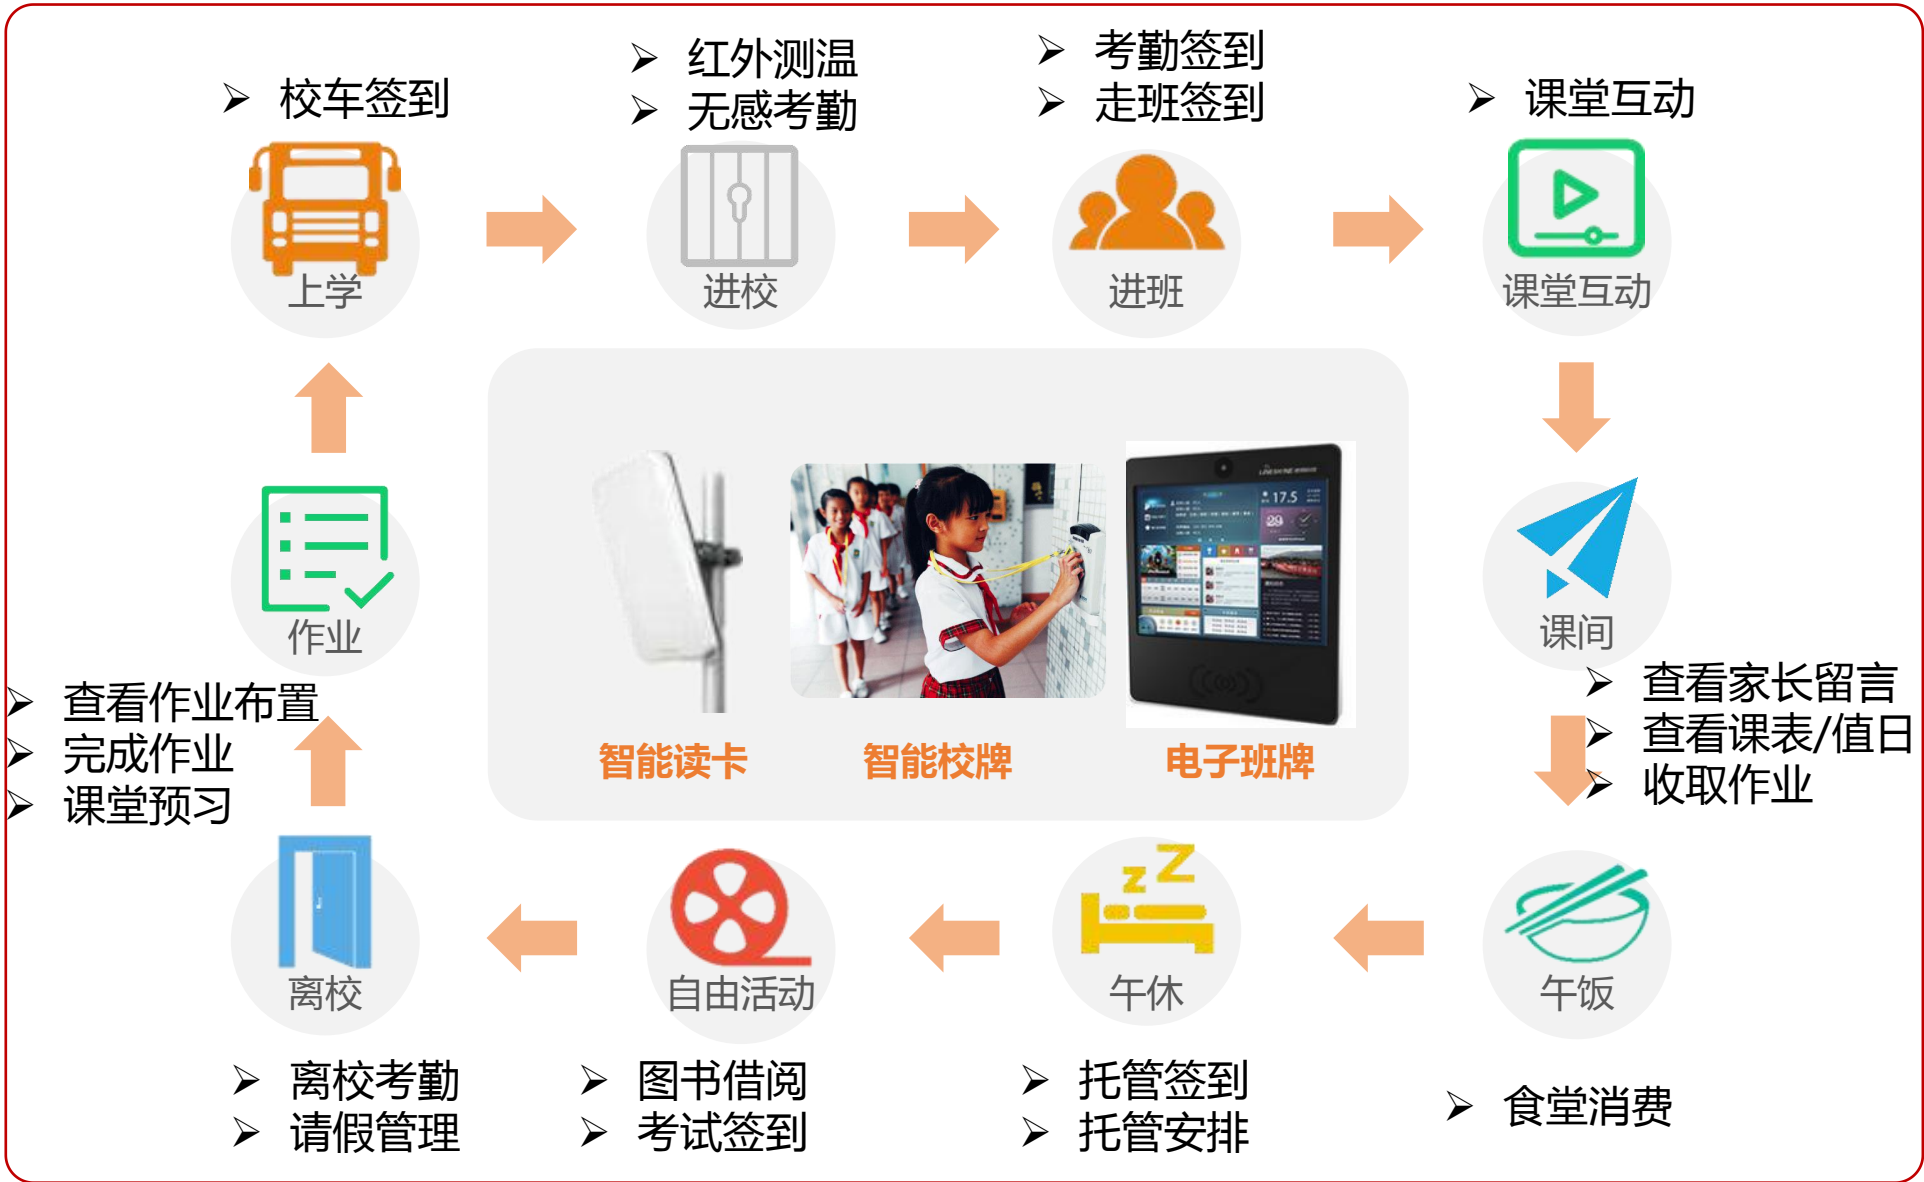 校车签到
红外测温
无感考勤
考勤签到
走班签到
课堂互动
上学
进校
进班
课堂互动
作业
查看作业布置
完成作业
课堂预习
17.5
29
智能读卡
智能校牌
电子班牌
课间
查看家长留言
查看课表/值日
收取作业
离校
自由活动
午休
午饭
离校考勤
请假管理
图书借阅
考试签到
托管签到
托管安排
食堂消费